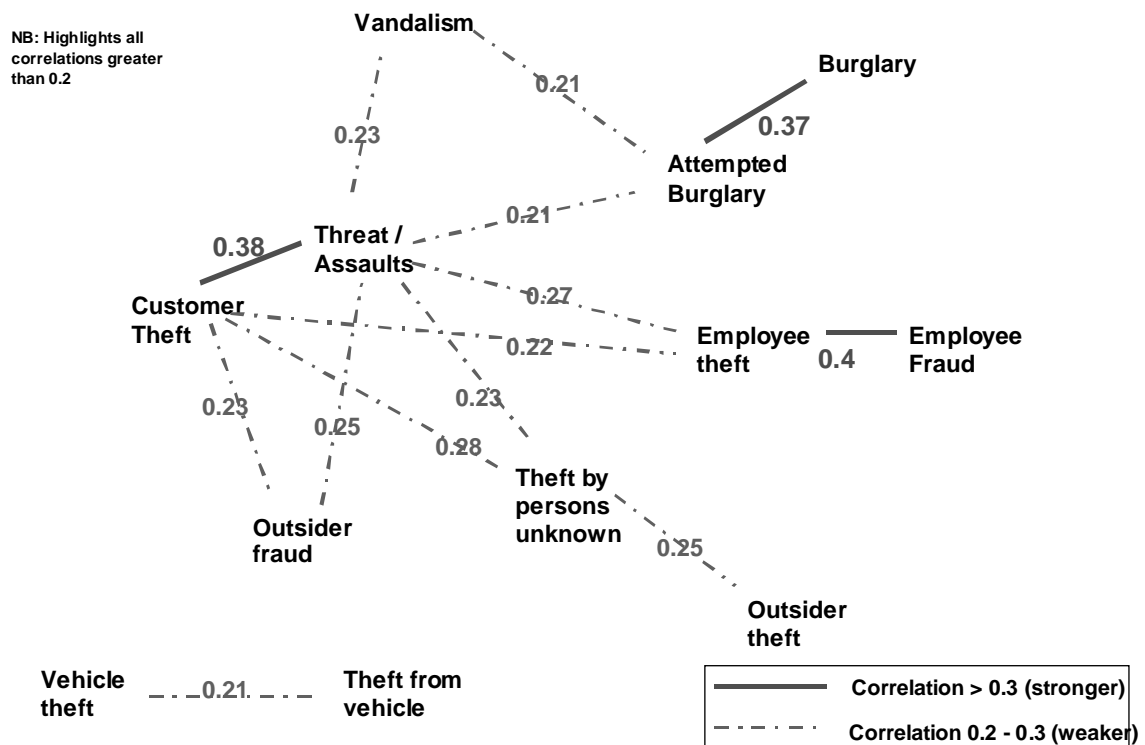 NB: Highlights all
correlations greater
than 0.2
Vandalism
Burglary
0.21
0.37
0.23
Attempted
Burglary
0.21
Threat /
Assaults
0.38
Customer
Theft
0.27
0.22
Employee
theft
0.4
Employee
Fraud
0.23
0.25
0.23
0.28
Theft by
persons
unknown
Outsider
fraud
0.25
Outsider
theft
Vehicle
theft
0.21
Theft from
vehicle
Correlation > 0.3 (stronger)
Correlation 0.2 - 0.3 (weaker)